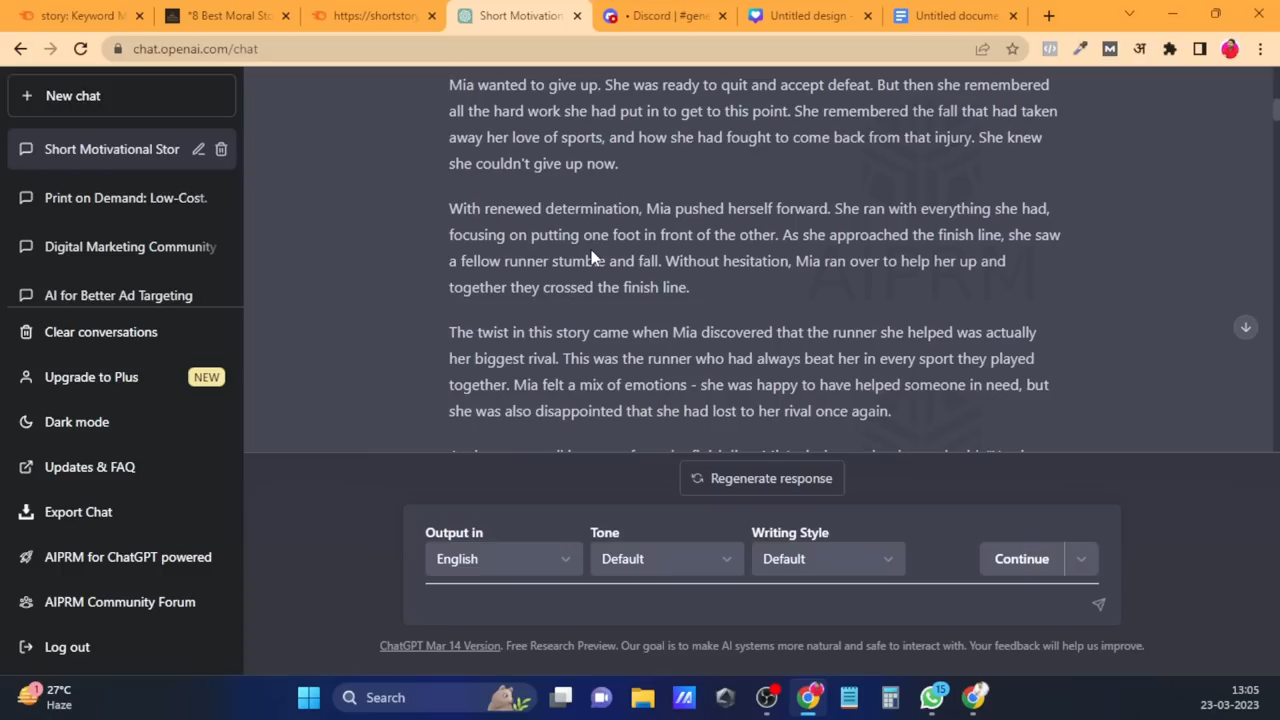 story: Keyword M
"8 Best Moral Sto
https://shortstory.
Short Motivation
• Discord | #gene
Untitled design -
Untitled docume
chat.openai.com/chat
New chat
Short Motivational Stor
Print on Demand: Low-Cost.
Digital Marketing Community
AI for Better Ad Targeting
Clear conversations
Upgrade to Plus NEW
Dark mode
Updates & FAQ
Export Chat
AIPRM for ChatGPT powered
AIPRM Community Forum
Log out
Mia wanted to give up. She was ready to quit and accept defeat. But then she remembered
all the hard work she had put in to get to this point. She remembered the fall that had taken
away her love of sports, and how she had fought to come back from that injury. She knew
she couldn't give up now.
With renewed determination, Mia pushed herself forward. She ran with everything she had,
focusing on putting one foot in front of the other. As she approached the finish line, she saw
a fellow runner stumble and fall. Without hesitation, Mia ran over to help her up and
together they crossed the finish line.
The twist in this story came when Mia discovered that the runner she helped was actually
her biggest rival. This was the runner who had always beat her in every sport they played
together. Mia felt a mix of emotions - she was happy to have helped someone in need, but
she was also disappointed that she had lost to her rival once again.
AIPRM
Regenerate response
Output in Tone Writing Style
English Default Default Continue
ChatGPT Mar 14 Version. Free Research Preview. Our goal is to make AI systems more natural and safe to interact with. Your feedback will help us improve.
1
27°C
Haze
Search
15
13:05
23-03-2023